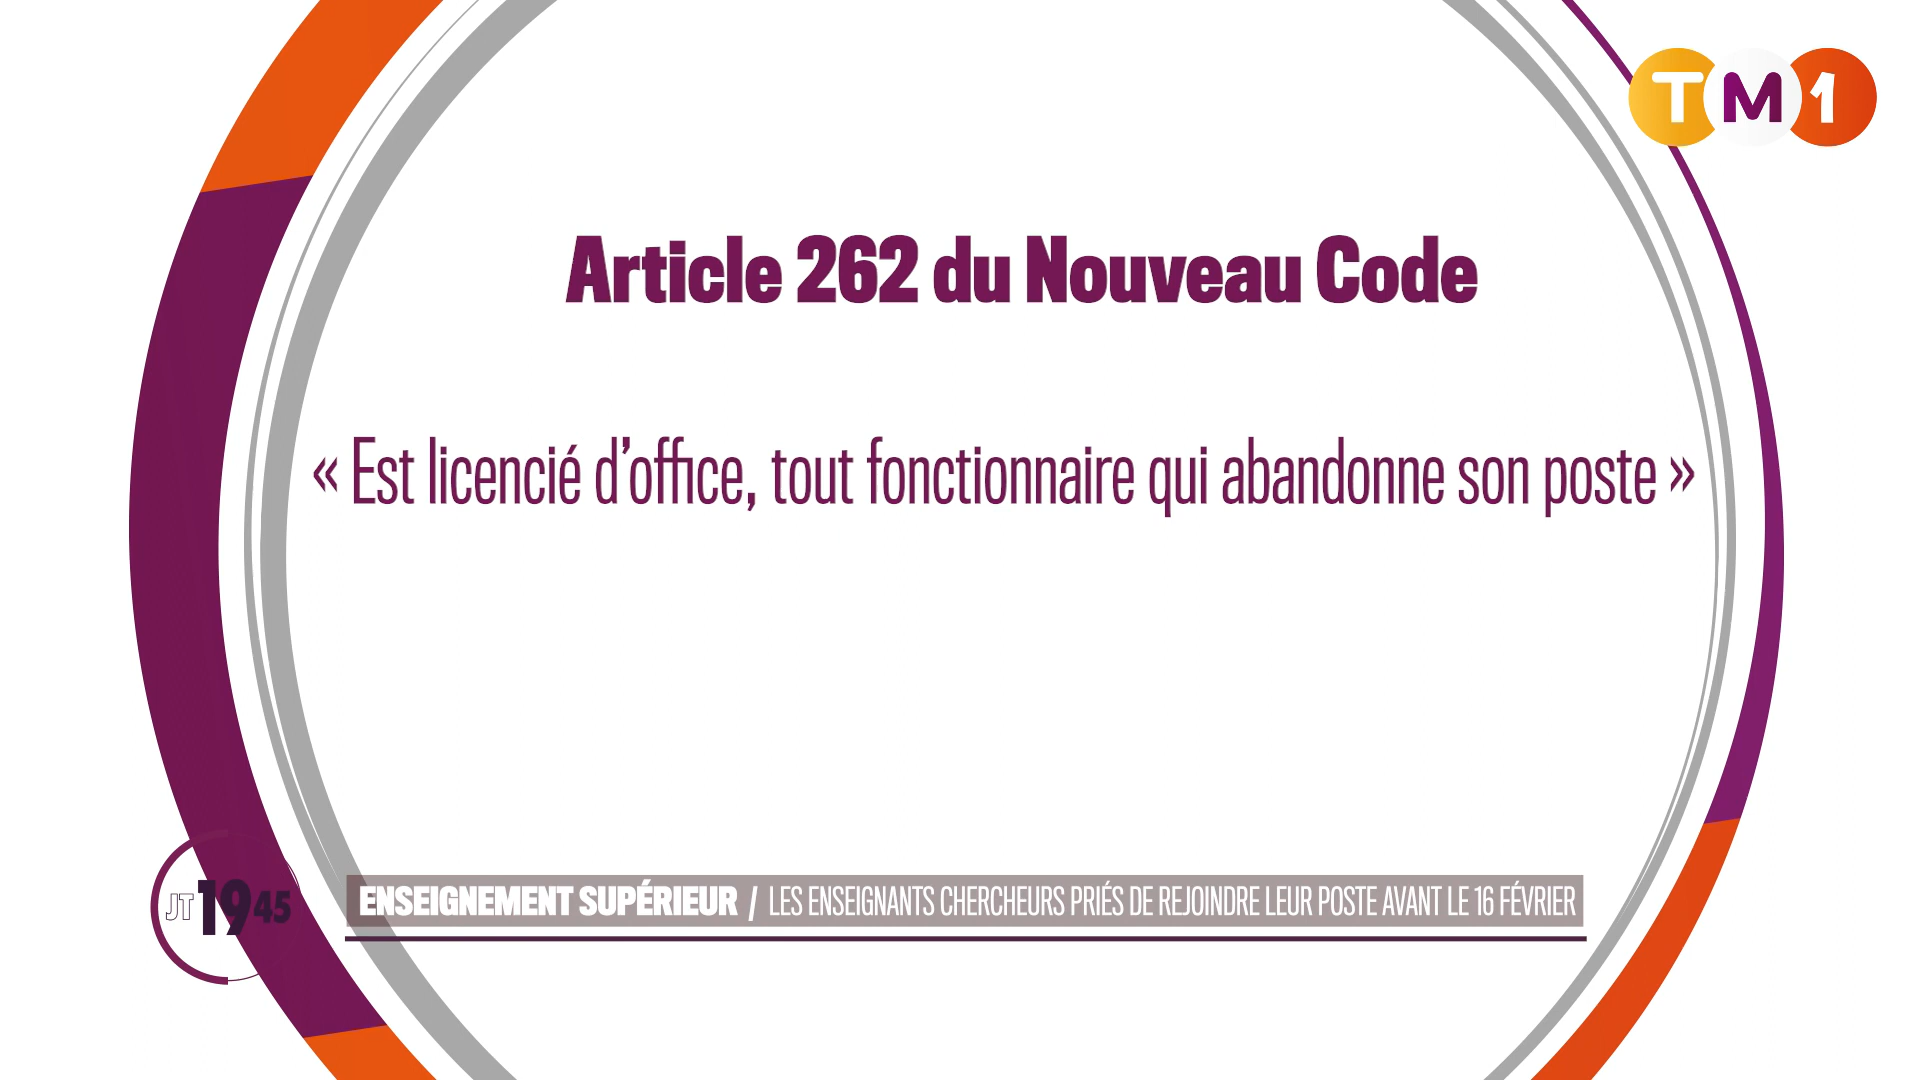 TM1
Article 262 du Nouveau Code
« Est licencié d’office, tout fonctionnaire qui abandonne son poste »
JT 19 45
ENSEIGNEMENT SUPÉRIEUR / LES ENSEIGNANTS CHERCHEURS PRIÉS DE REJOINDRE LEUR POSTE AVANT LE 16 FÉVRIER